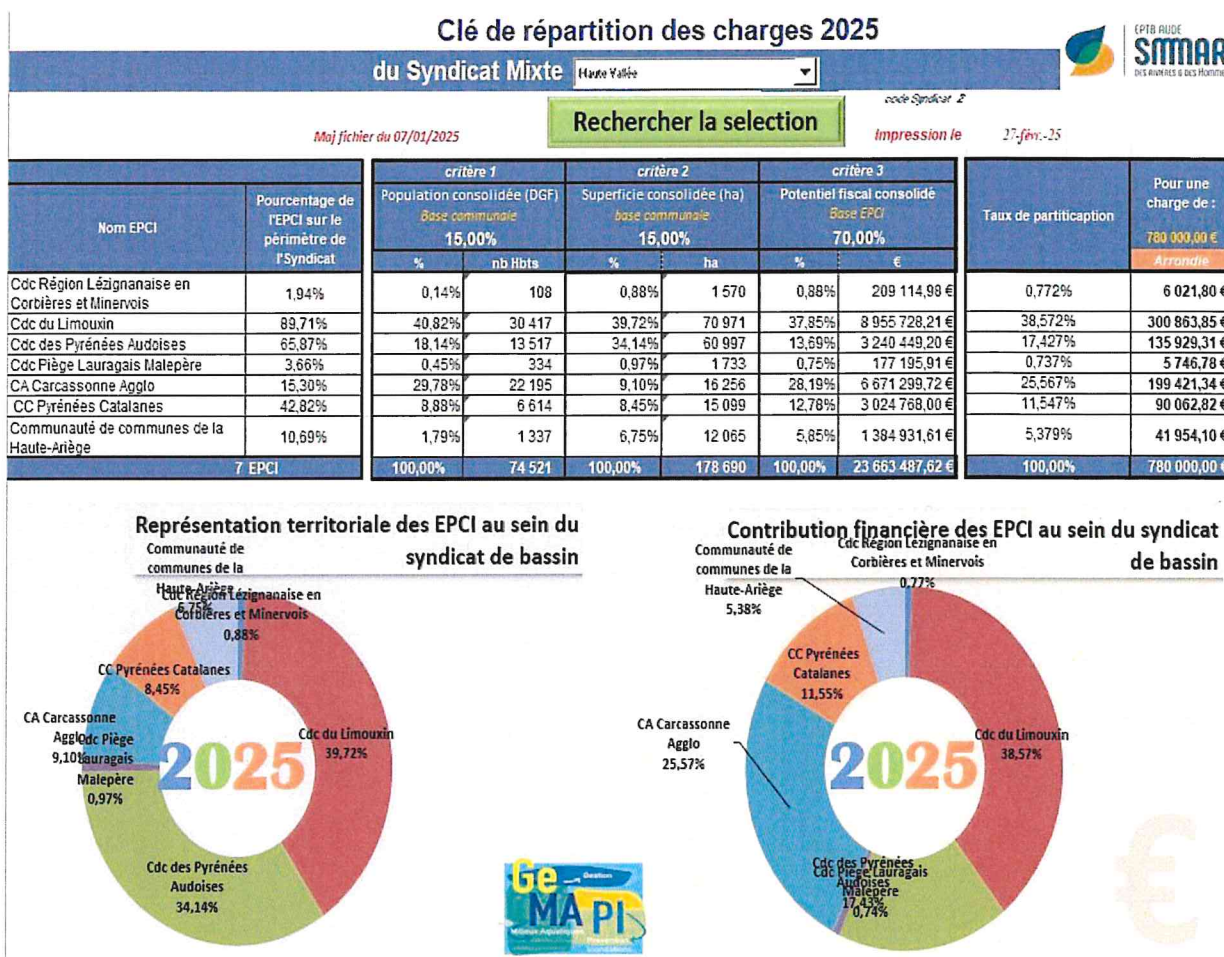 Clé de répartition des charges 2025
EPTB AUDE
SMMAR
DES RIVIÈRES & DES HOMMES
du Syndicat Mixte Haute Vallée
code Syndicat 2
Rechercher la selection
Maj fichier du 07/01/2025
Impression le 27-févr.-25
critère 1 critère 2 critère 3
Nom EPCI
Pourcentage de l'EPCI sur le périmètre de l'Syndicat
Population consolidée (DGF) Superficie consolidée (ha) Potentiel fiscal consolidé
Base communale base communale Base EPCI
15,00% 15,00% 70,00%
Taux de partiticaption
Pour une charge de :
780 000,00 €
Arrondie
% nb Hbts % ha % €
Cdc Région Lézignanaise en Corbières et Minervois 1,94% 0,14% 108 0,88% 1 570 0,88% 209 114,98 € 0,772% 6 021,80 €
Cdc du Limouxin 89,71% 40,82% 30 417 39,72% 70 971 37,85% 8 955 728,21 € 38,572% 300 863,85 €
Cdc des Pyrénées Audoises 65,87% 18,14% 13 517 34,14% 60 997 13,69% 3 240 449,20 € 17,427% 135 929,31 €
Cdc Piège Lauragais Malepère 3,66% 0,45% 334 0,97% 1 733 0,75% 177 195,91 € 0,737% 5 746,78 €
CA Carcassonne Agglo 15,30% 29,78% 22 195 9,10% 16 256 28,19% 6 671 299,72 € 25,567% 199 421,34 €
CC Pyrénées Catalanes 42,82% 8,88% 6 614 8,45% 15 099 12,78% 3 024 768,00 € 11,547% 90 062,82 €
Communauté de communes de la Haute-Ariège 10,69% 1,79% 1 337 6,75% 12 065 5,85% 1 384 931,61 € 5,379% 41 954,10 €
7 EPCI 100,00% 74 521 100,00% 178 690 100,00% 23 663 487,62 € 100,00% 780 000,00 €
Représentation territoriale des EPCI au sein du
syndicat de bassin
Communauté de
communes de la
Haute-Ariège
6,75%
Cdc Région Lézignanaise en
Corbières et Minervois
0,88%
CC Pyrénées Catalanes
8,45%
CA Carcassonne
Agglo
9,10%
Cdc Piège
Lauragais
Malepère
0,97%
Cdc du Limouxin
39,72%
2025
Cdc des Pyrénées
Audoises
34,14%
Contribution financière des EPCI au sein du syndicat
de bassin
Communauté de
communes de la
Haute-Ariège
5,38%
Cdc Région Lézignanaise en
Corbières et Minervois
0,77%
CC Pyrénées
Catalanes
11,55%
CA Carcassonne
Agglo
25,57%
Cdc du Limouxin
38,57%
2025
Cdc des Pyrénées
Audoises
17,43%
Cdc Piège Lauragais
Malepère
0,74%
GeMAPI
Gestion
Milieux Aquatiques
Prévention
Inondations
€